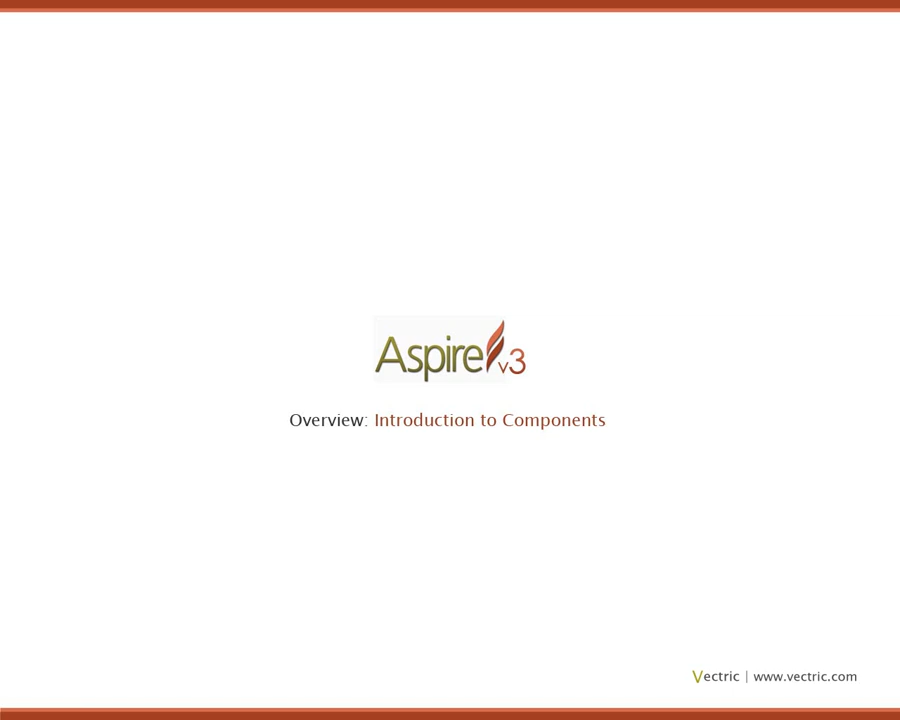 Aspire v3
Overview: Introduction to Components
Vectric | www.vectric.com